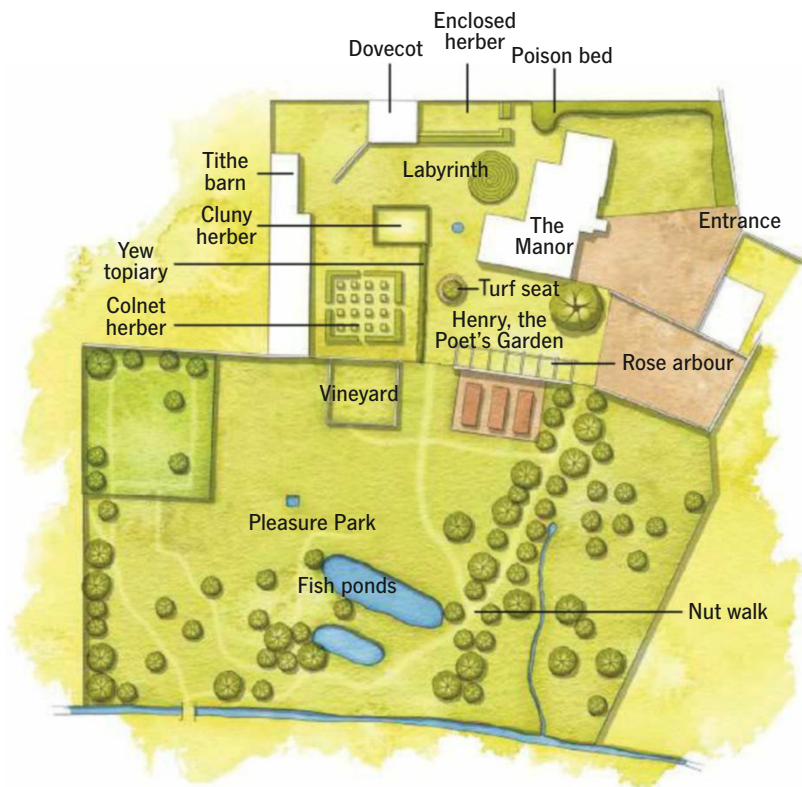 Enclosed
herber
Dovecot
Poison bed
Tithe
barn
Labyrinth
Cluny
herber
The
Manor
Entrance
Yew
topiary
Turf seat
Colnet
herber
Henry, the
Poet's Garden
Rose arbour
Vineyard
Pleasure Park
Fish ponds
Nut walk